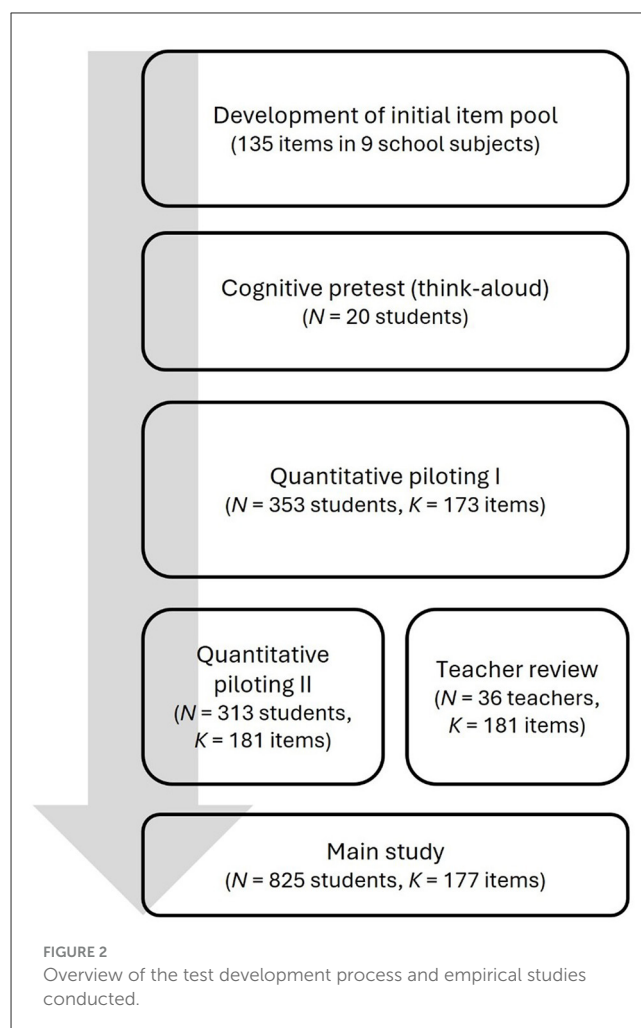 Development of initial item pool
(135 items in 9 school subjects)
Cognitive pretest (think-aloud)
(N = 20 students)
Quantitative piloting I
(N = 353 students, K = 173 items)
Quantitative
piloting II
(N = 313 students,
K = 181 items)
Teacher review
(N = 36 teachers,
K = 181 items)
Main study
(N = 825 students, K = 177 items)
FIGURE 2
Overview of the test development process and empirical studies
conducted.